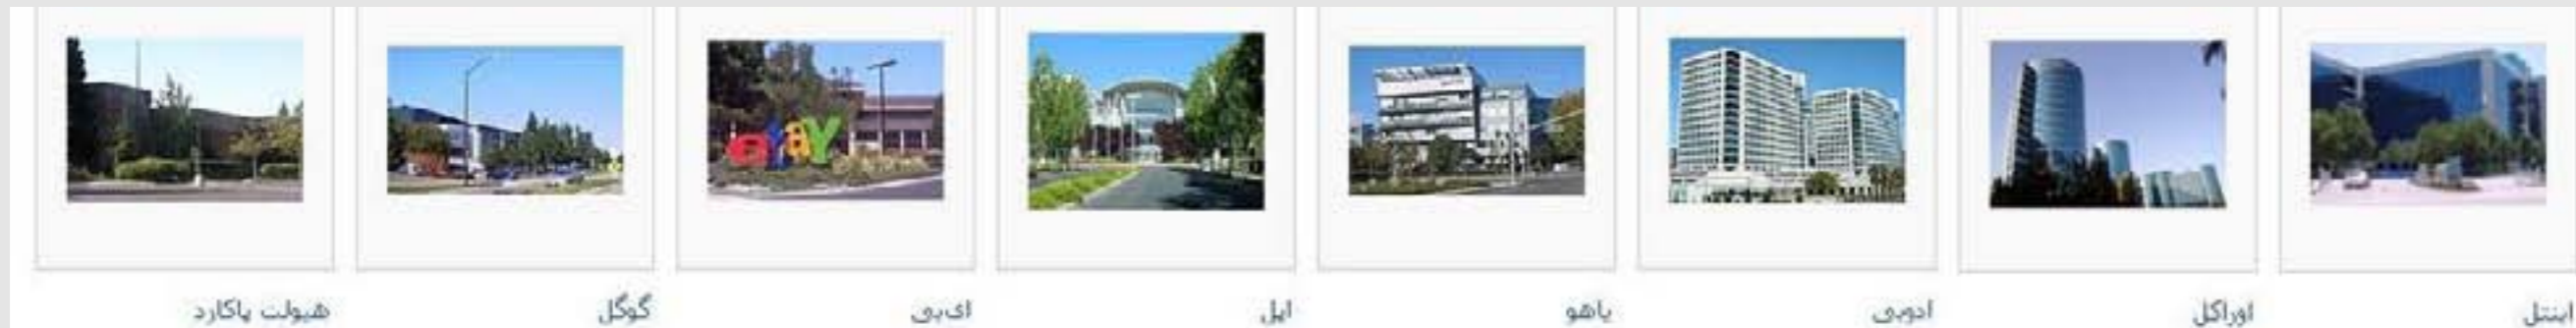 اینتل
اوراکل
ادوبی
یاهو
اپل
ای‌بی
گوگل
هیولت پاکارد
ebay